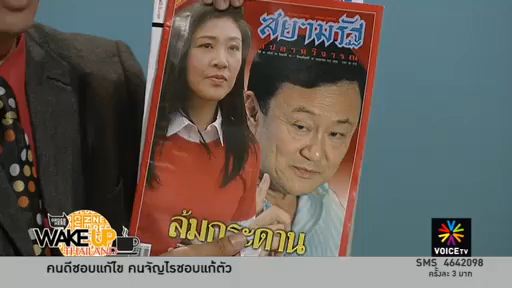 สยามรัฐ
สัปดาห์วิจารณ์
ล้มกระดาน
WAKE UP
THAILAND
VOICE TV
SMS 4642098
ครั้งละ 3 บาท
คนดีชอบแก้ไข คนจัญไรชอบแก้ตัว